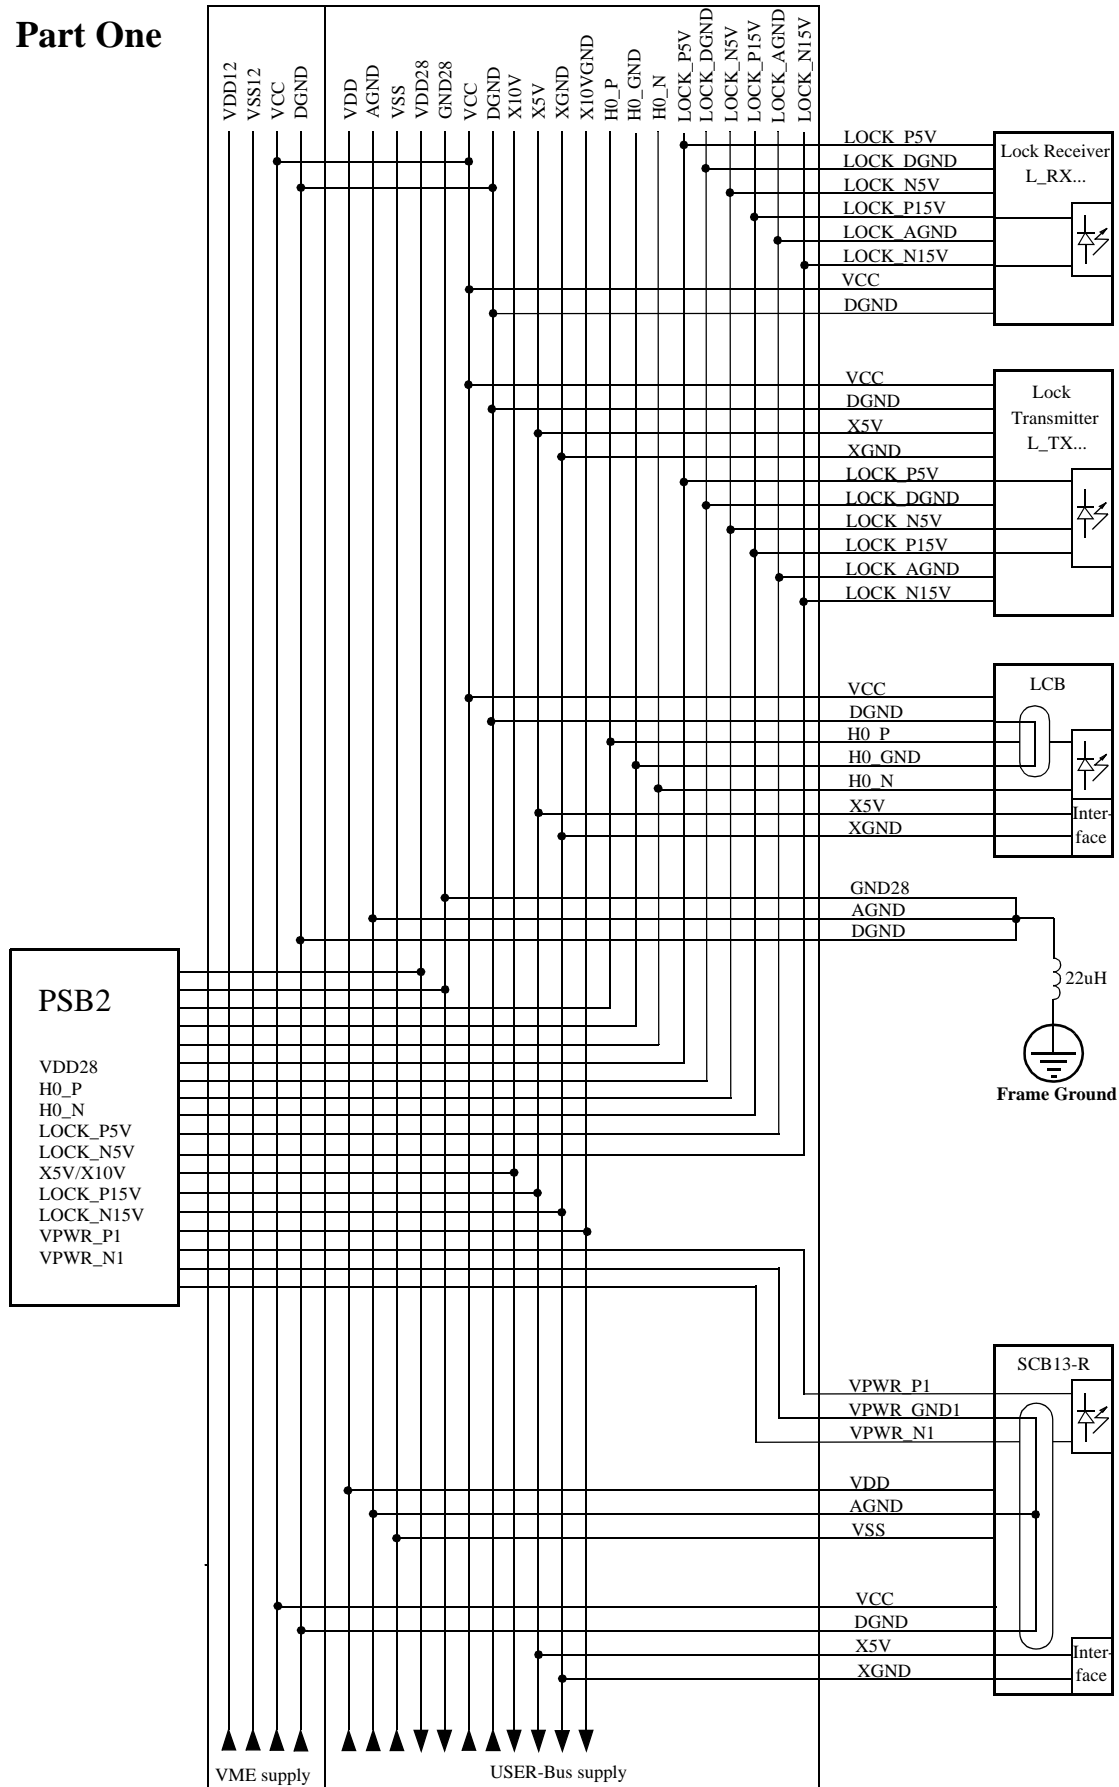 Part One
VDD12
VSS12
VCC
DGND
VDD
AGND
VSS
VDD28
GND28
VCC
DGND
X10V
X5V
XGND
X10VGND
H0_P
H0_GND
H0_N
LOCK_P5V
LOCK_DGND
LOCK_N5V
LOCK_P15V
LOCK_AGND
LOCK_N15V
LOCK_P5V
LOCK_DGND
LOCK_N5V
LOCK_P15V
LOCK_AGND
LOCK_N15V
VCC
DGND
Lock Receiver
L_RX...
VCC
DGND
X5V
XGND
LOCK_P5V
LOCK_DGND
LOCK_N5V
LOCK_P15V
LOCK_AGND
LOCK_N15V
Lock
Transmitter
L_TX...
VCC
DGND
H0_P
H0_GND
H0_N
X5V
XGND
LCB
Inter-
face
GND28
AGND
DGND
22uH
Frame Ground
PSB2
VDD28
H0_P
H0_N
LOCK_P5V
LOCK_N5V
X5V/X10V
LOCK_P15V
LOCK_N15V
VPWR_P1
VPWR_N1
SCB13-R
VPWR_P1
VPWR_GND1
VPWR_N1
VDD
AGND
VSS
VCC
DGND
X5V
XGND
Inter-
face
VME supply
USER-Bus supply